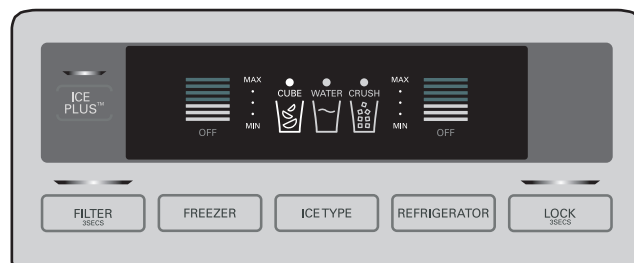 ICE
PLUS™
MAX
MIN
OFF
CUBE WATER CRUSH
MAX
MIN
OFF
FILTER
3SECS
FREEZER
ICE TYPE
REFRIGERATOR
LOCK
3SECS